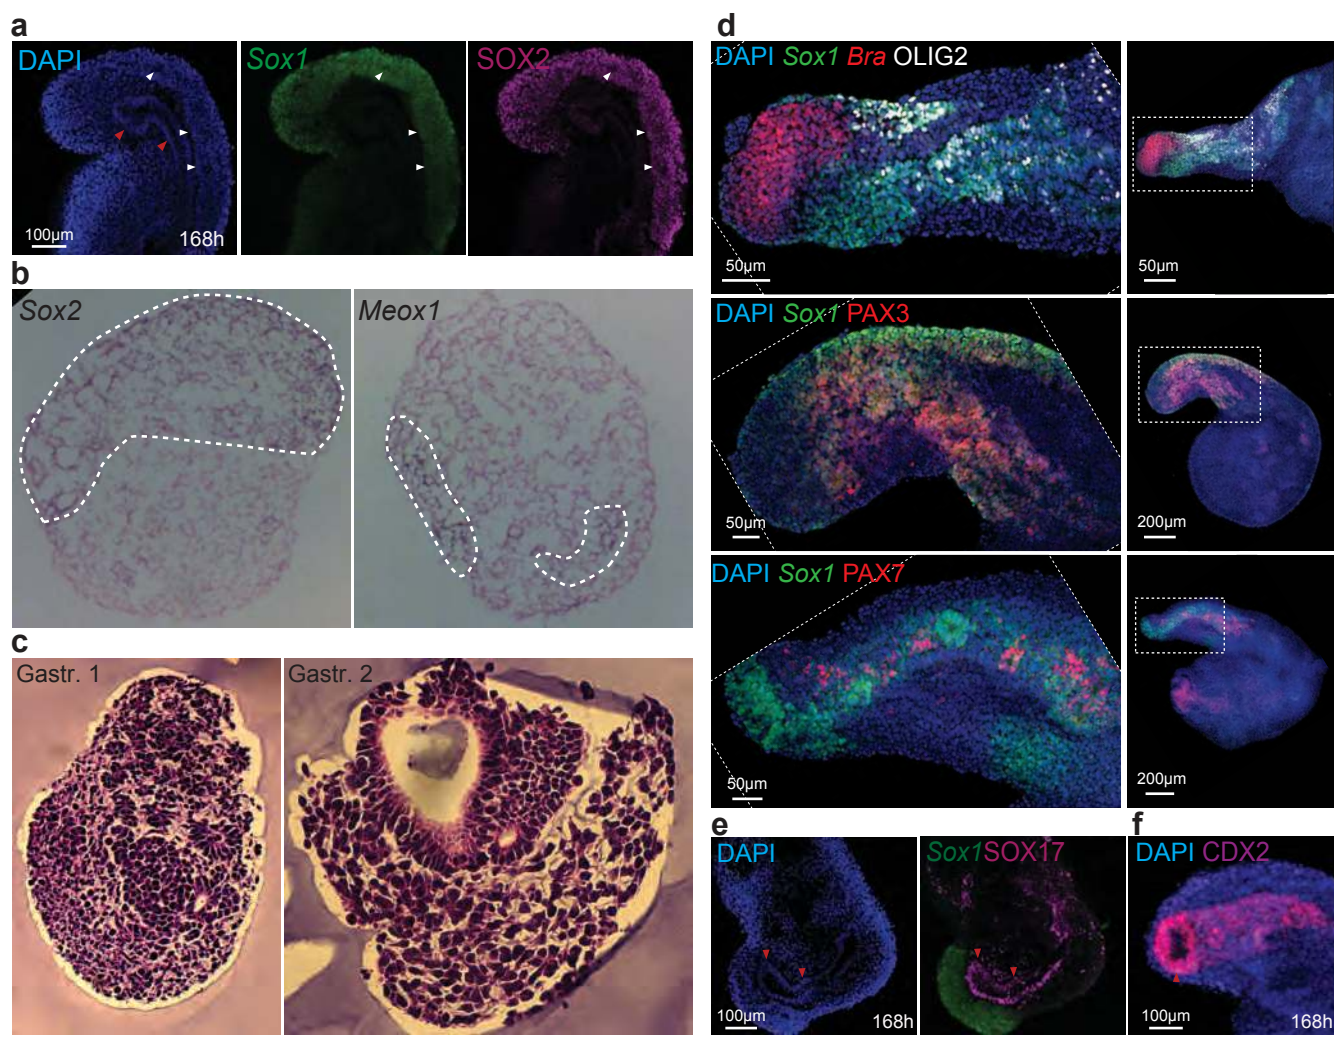 a
DAPI
Sox1
SOX2
100µm
168h
b
Sox2
Meox1
c
Gastr. 1
Gastr. 2
d
DAPI Sox1 Bra OLIG2
50µm
50µm
DAPI Sox1 PAX3
50µm
200µm
DAPI Sox1 PAX7
50µm
200µm
e
DAPI
100µm
168h
Sox1SOX17
f
DAPI CDX2
100µm
168h